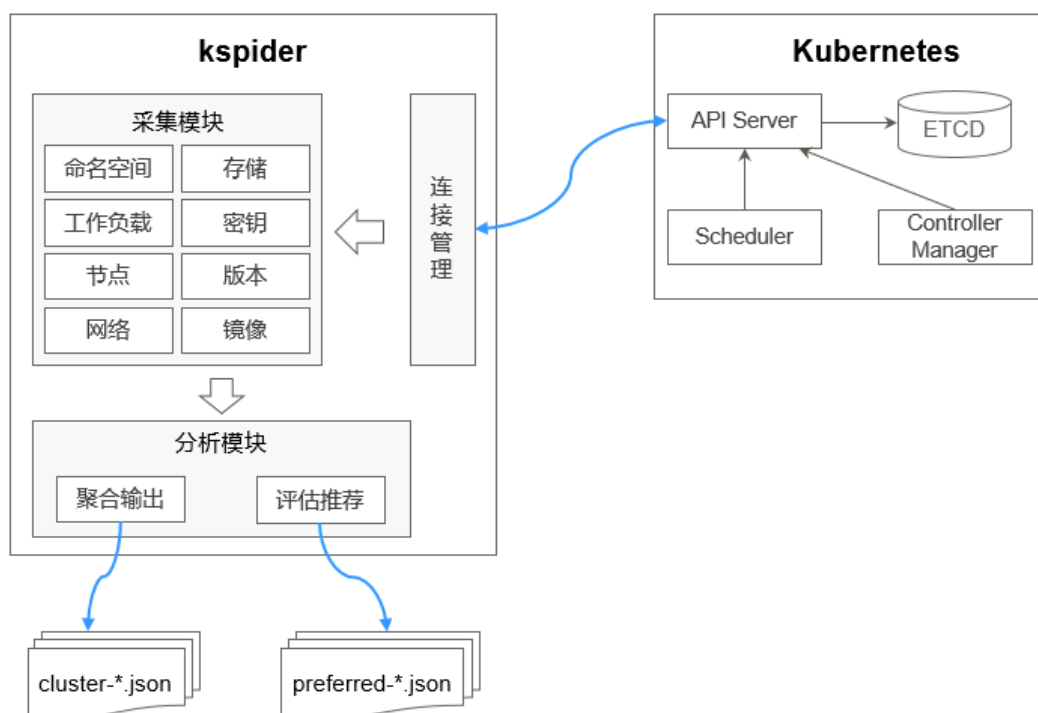 kspider
采集模块
命名空间
存储
工作负载
密钥
节点
版本
网络
镜像
连
接
管
理
分析模块
聚合输出
评估推荐
cluster-*.json
preferred-*.json
Kubernetes
API Server
ETCD
Scheduler
Controller
Manager